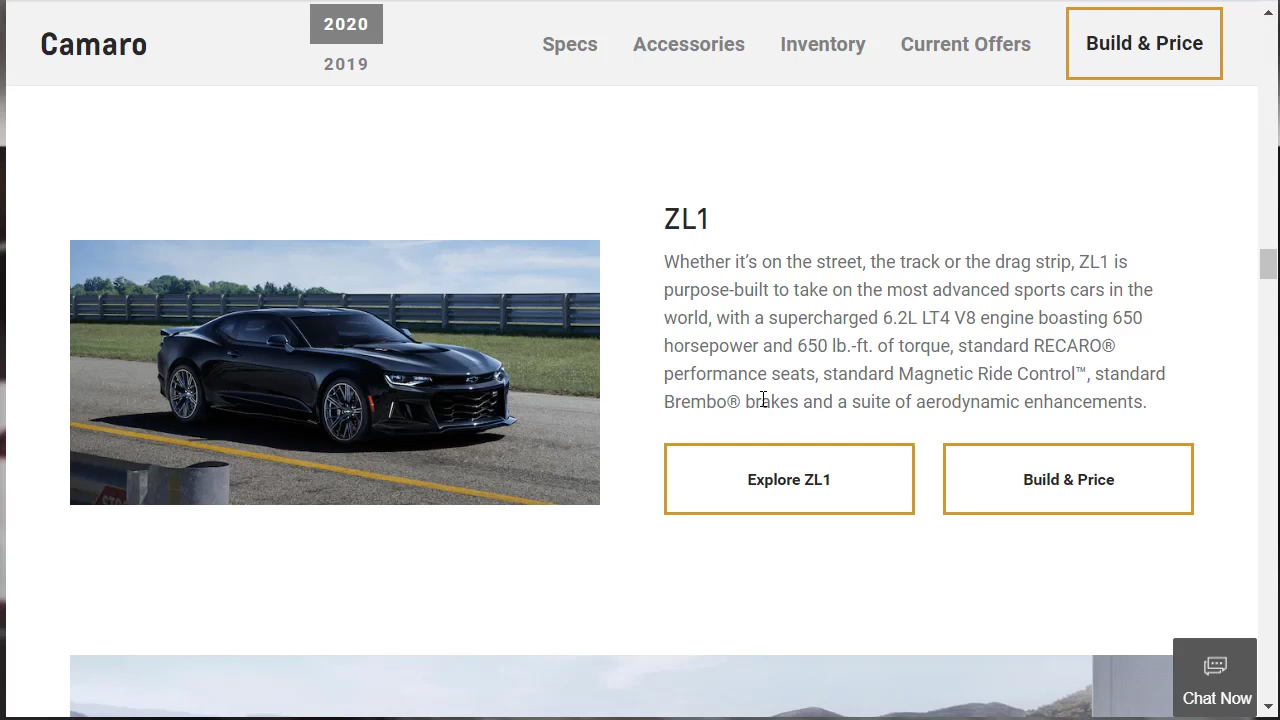 Camaro
2020
2019
Specs
Accessories
Inventory
Current Offers
Build & Price
ZL1
Whether it’s on the street, the track or the drag strip, ZL1 is
purpose-built to take on the most advanced sports cars in the
world, with a supercharged 6.2L LT4 V8 engine boasting 650
horsepower and 650 lb.-ft. of torque, standard RECARO®
performance seats, standard Magnetic Ride Control™, standard
Brembo® brakes and a suite of aerodynamic enhancements.
Explore ZL1
Build & Price
Chat Now